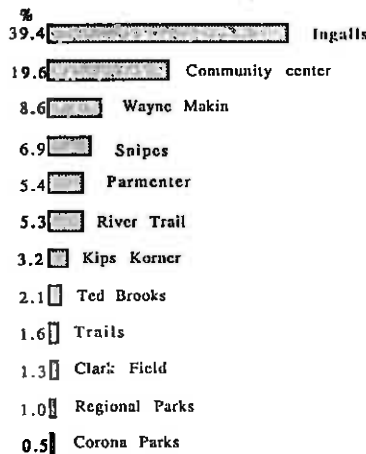 %
39.4 Ingalls
19.6 Community center
8.6 Wayne Makin
6.9 Snipes
5.4 Parmenter
5.3 River Trail
3.2 Kips Korner
2.1 Ted Brooks
1.6 Trails
1.3 Clark Field
1.0 Regional Parks
0.5 Corona Parks